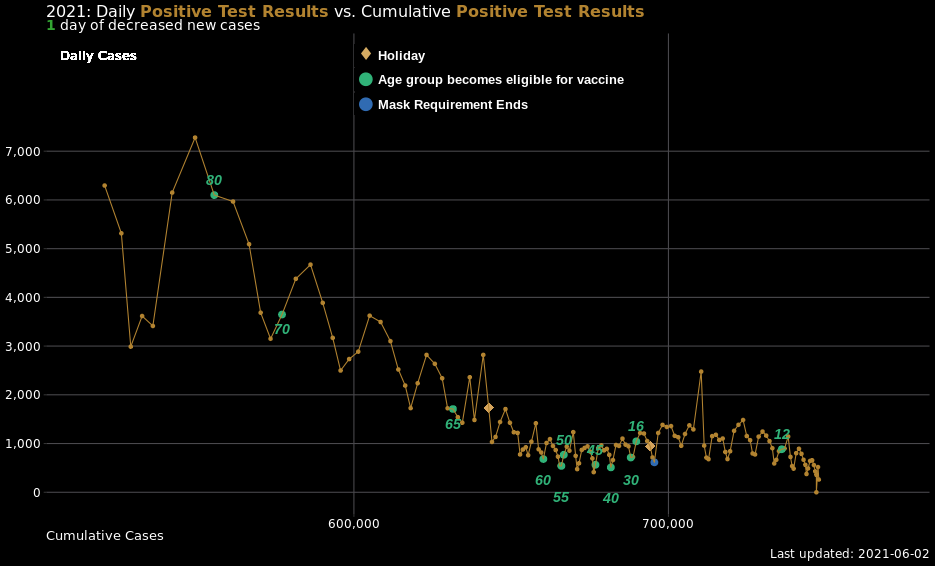 2021: Daily Positive Test Results vs. Cumulative Positive Test Results
1 day of decreased new cases
Daily Cases
Holiday
Age group becomes eligible for vaccine
Mask Requirement Ends
7,000
6,000
5,000
4,000
3,000
2,000
1,000
0
80
70
65
60
55
50
45
40
30
16
12
600,000
700,000
Cumulative Cases
Last updated: 2021-06-02